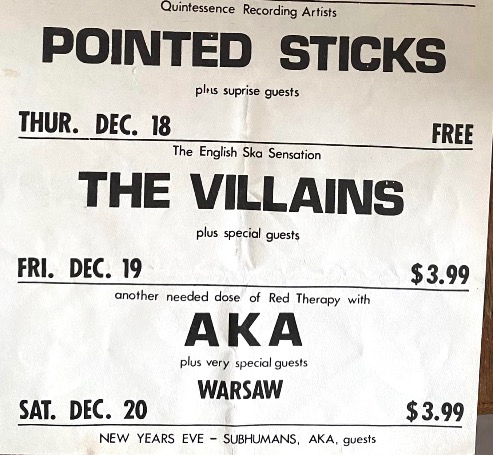 Quintessence Recording Artists
POINTED STICKS
plus suprise guests
THUR. DEC. 18 FREE
The English Ska Sensation
THE VILLAINS
plus special guests
FRI. DEC. 19 $3.99
another needed dose of Red Therapy with
AKA
plus very special guests
WARSAW
SAT. DEC. 20 $3.99
NEW YEARS EVE – SUBHUMANS, AKA, guests